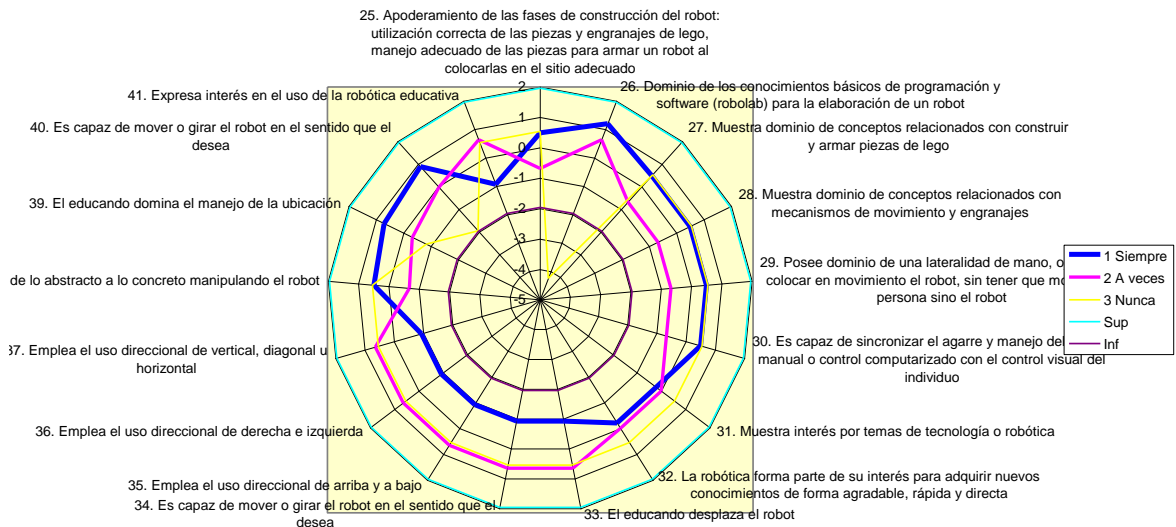 25. Apoderamiento de las fases de construcción del robot:
utilización correcta de las piezas y engranajes de lego,
manejo adecuado de las piezas para armar un robot al
colocarlas en el sitio adecuado
26. Dominio de los conocimientos básicos de programación y
software (robolab) para la elaboración de un robot
27. Muestra dominio de conceptos relacionados con construir
y armar piezas de lego
28. Muestra dominio de conceptos relacionados con
mecanismos de movimiento y engranajes
29. Posee dominio de una lateralidad de mano, o
colocar en movimiento el robot, sin tener que mo
persona sino el robot
30. Es capaz de sincronizar el agarre y manejo del
manual o control computarizado con el control visual del
individuo
31. Muestra interés por temas de tecnología o robótica
32. La robótica forma parte de su interés para adquirir nuevos
conocimientos de forma agradable, rápida y directa
33. El educando desplaza el robot
34. Es capaz de mover o girar el robot en el sentido que el
desea
35. Emplea el uso direccional de arriba y a bajo
36. Emplea el uso direccional de derecha e izquierda
37. Emplea el uso direccional de vertical, diagonal u
horizontal
de lo abstracto a lo concreto manipulando el robot
39. El educando domina el manejo de la ubicación
40. Es capaz de mover o girar el robot en el sentido que el
desea
41. Expresa interés en el uso de la robótica educativa
2
1
0
-1
-2
-3
-4
-5
1 Siempre
2 A veces
3 Nunca
Sup
Inf